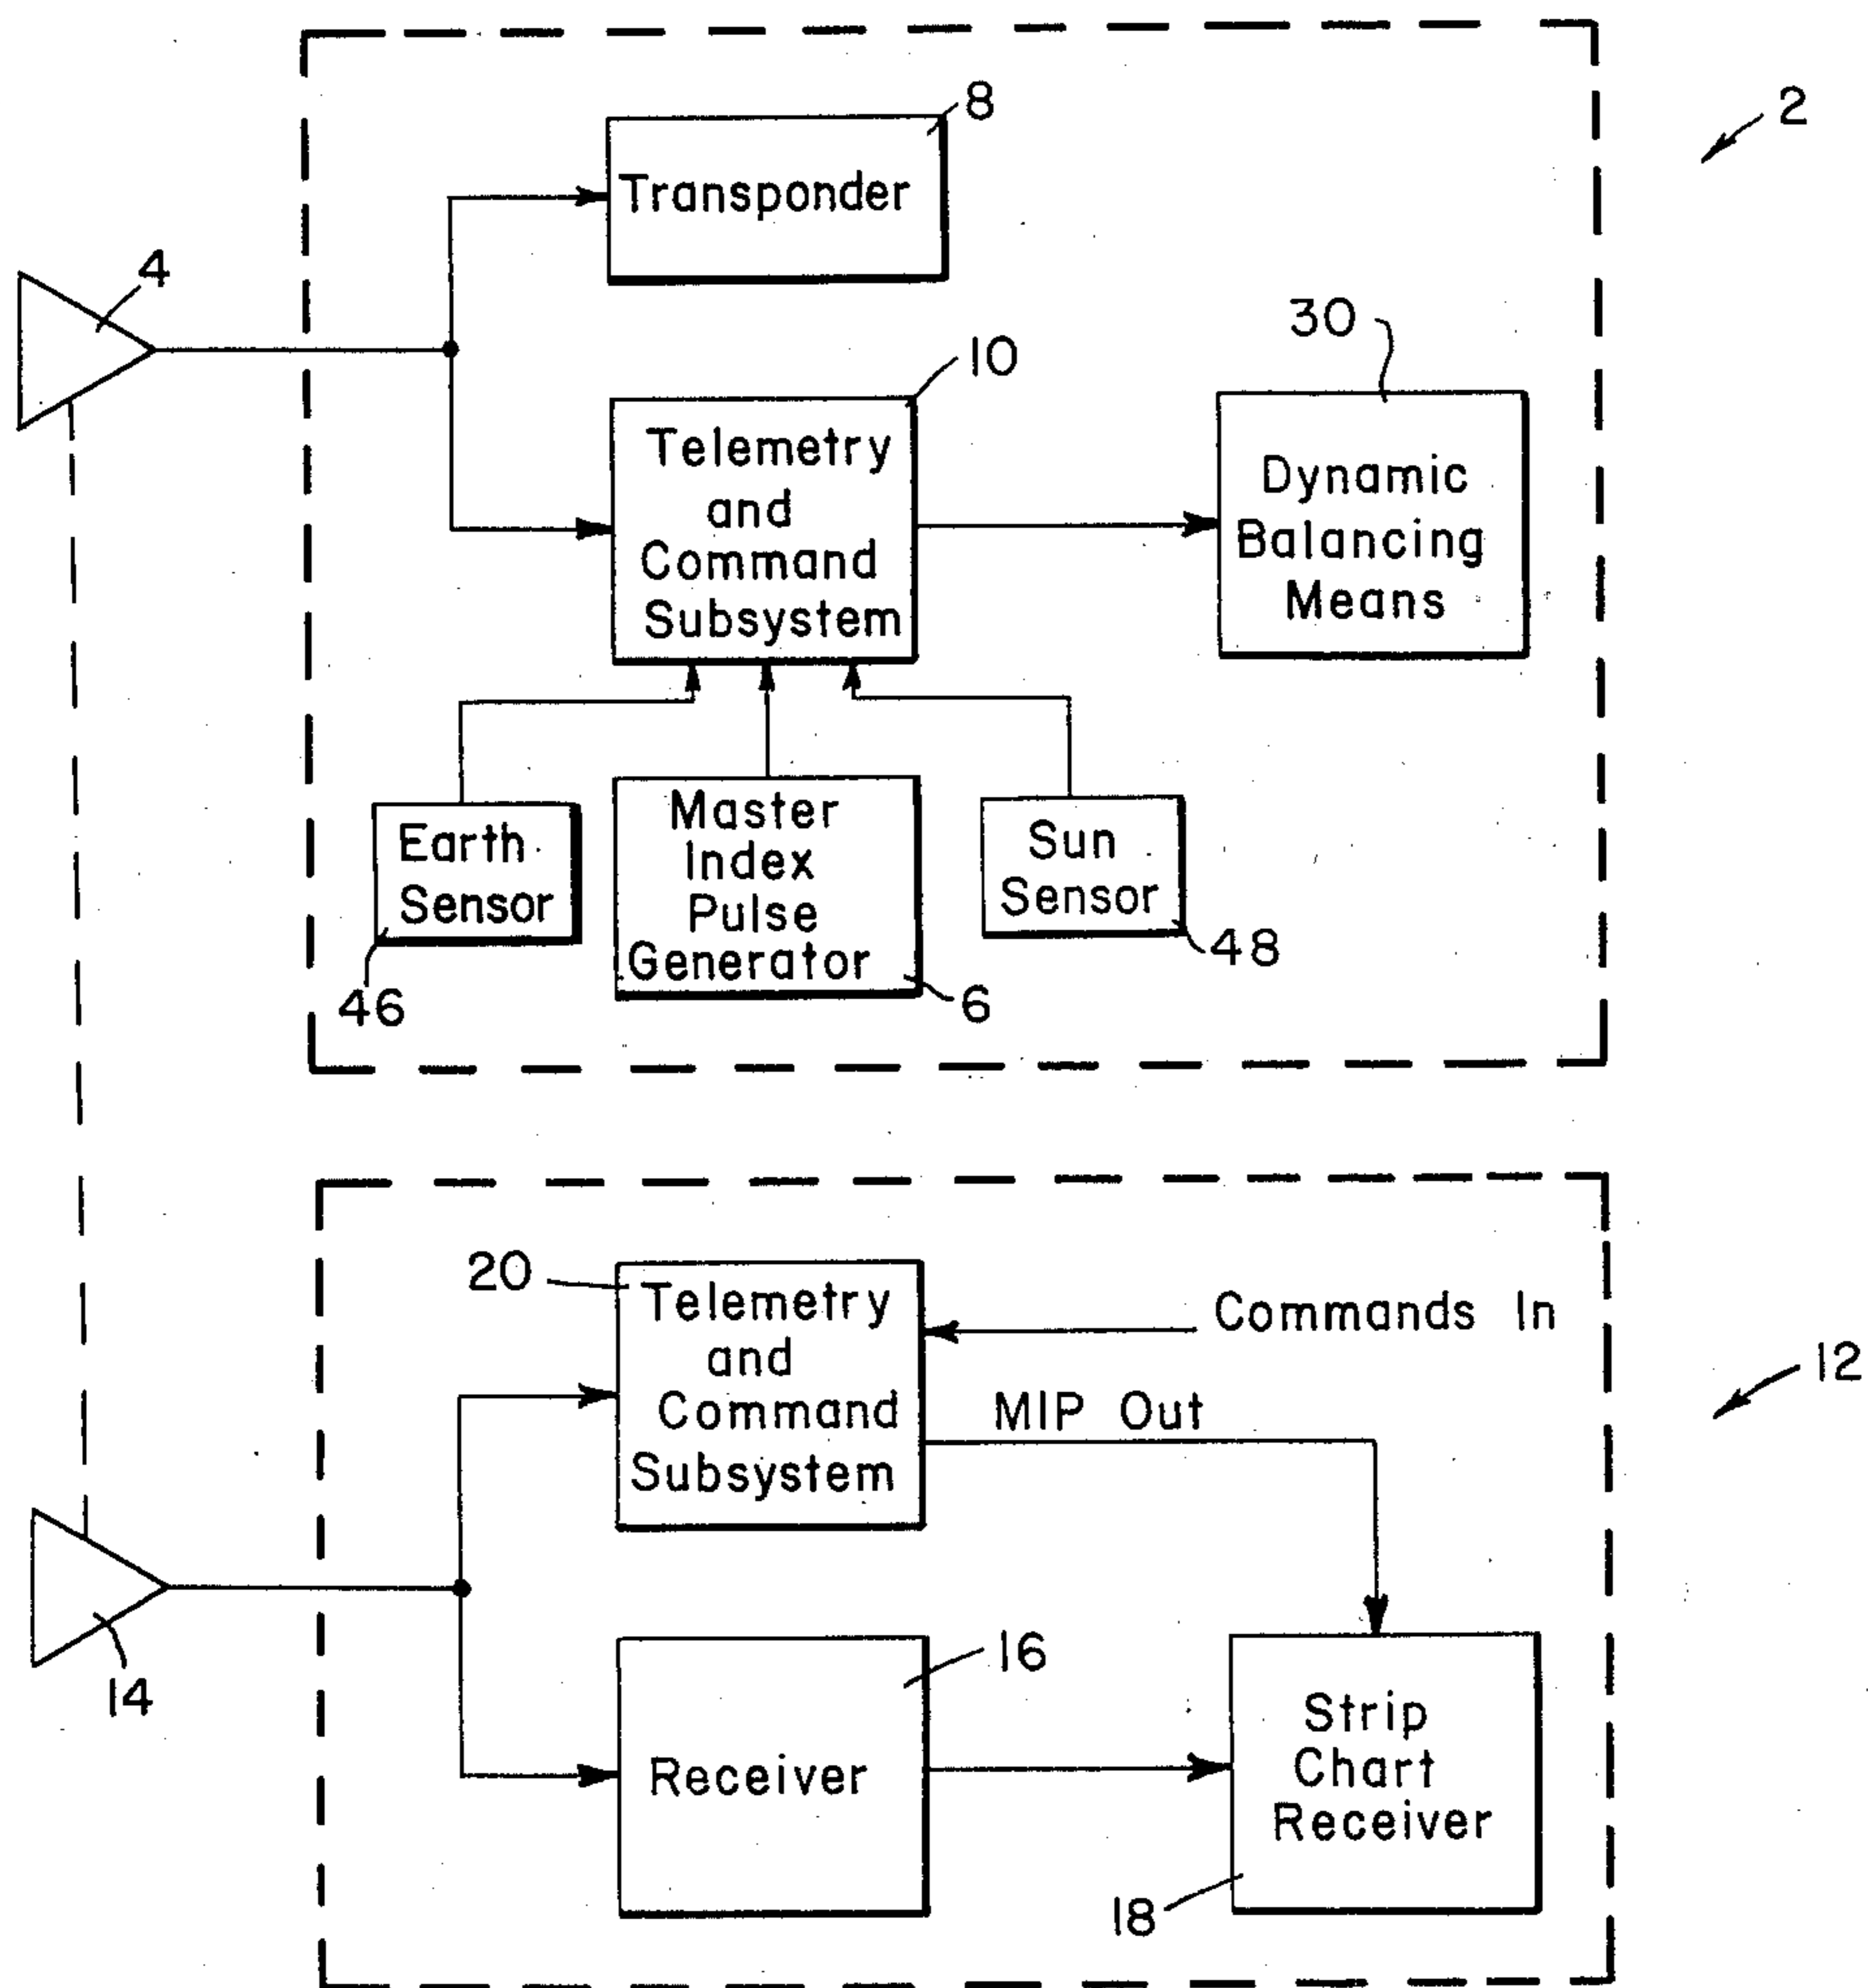 2
8
Transponder
4
10
Telemetry
and
Command
Subsystem
30
Dynamic
Balancing
Means
Earth
Sensor
46
Master
Index
Pulse
Generator
6
Sun
Sensor
48
20
Telemetry
and
Command
Subsystem
Commands In
MIP Out
12
14
16
Receiver
Strip
Chart
Receiver
18